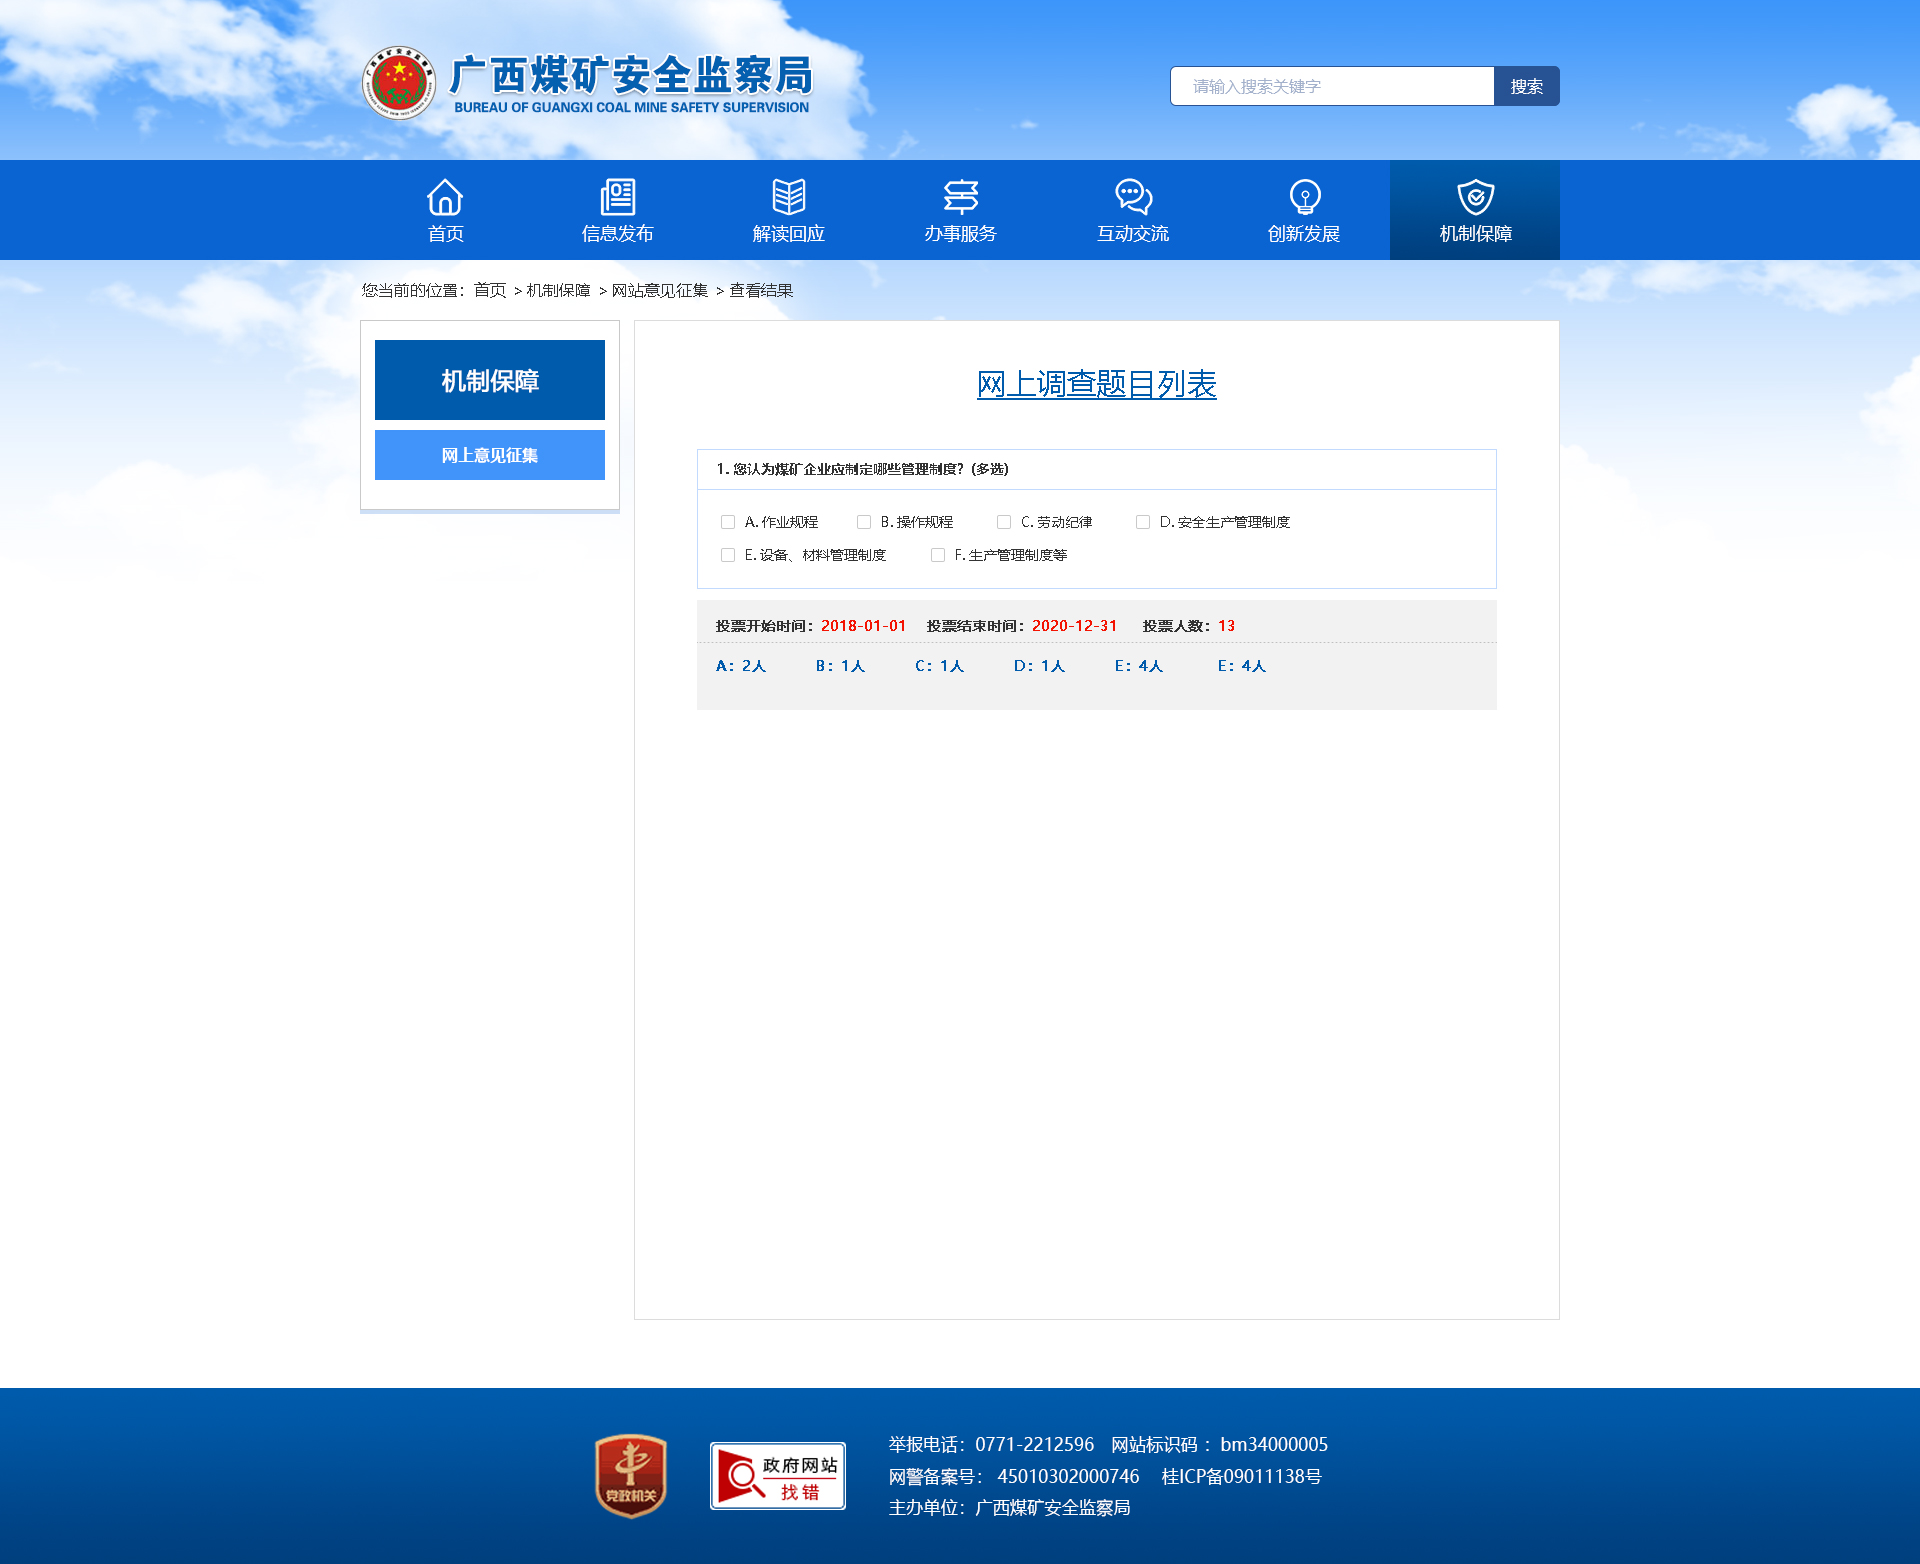 广西煤矿安全监察局
BUREAU OF GUANGXI COAL MINE SAFETY SUPERVISION
请输入搜索关键字 搜索
首页 信息发布 解读回应 办事服务 互动交流 创新发展 机制保障
您当前的位置：首页 > 机制保障 > 网站意见征集 > 查看结果
机制保障
网上意见征集
网上调查题目列表
1. 您认为煤矿企业应制定哪些管理制度？(多选)
A. 作业规程 B. 操作规程 C. 劳动纪律 D. 安全生产管理制度
E. 设备、材料管理制度 F. 生产管理制度等
投票开始时间：2018-01-01 投票结束时间：2020-12-31 投票人数：13
A：2人 B：1人 C：1人 D：1人 E：4人 E：4人
党政机关
政府网站
找错
举报电话：0771-2212596 网站标识码 ：bm34000005
网警备案号： 45010302000746 桂ICP备09011138号
主办单位：广西煤矿安全监察局